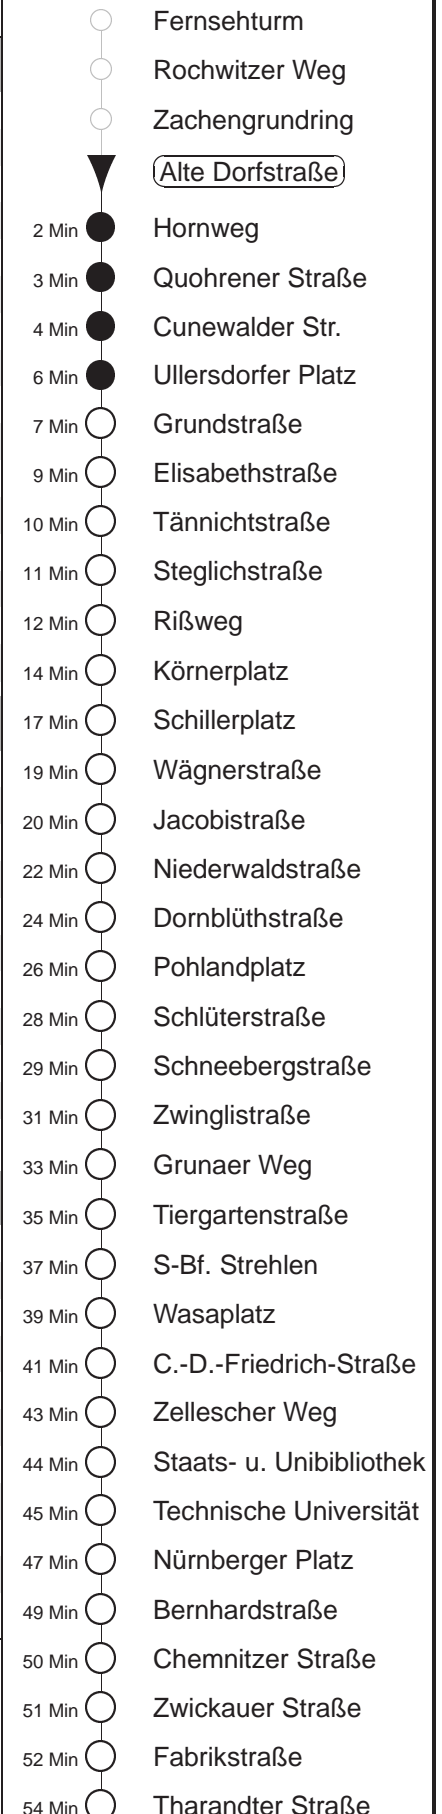 Fernsehturm
Rochwitzer Weg
Zachengrundring
Alte Dorfstraße
2 Min Hornweg
3 Min Quohrener Straße
4 Min Cunewalder Str.
6 Min Ullersdorfer Platz
7 Min Grundstraße
9 Min Elisabethstraße
10 Min Tännichtstraße
11 Min Steglichstraße
12 Min Rißweg
14 Min Körnerplatz
17 Min Schillerplatz
19 Min Wägnerstraße
20 Min Jacobistraße
22 Min Niederwaldstraße
24 Min Dornblüthstraße
26 Min Pohlandplatz
28 Min Schlüterstraße
29 Min Schneebergstraße
31 Min Zwinglistraße
33 Min Grunaer Weg
35 Min Tiergartenstraße
37 Min S-Bf. Strehlen
39 Min Wasaplatz
41 Min C.-D.-Friedrich-Straße
43 Min Zellescher Weg
44 Min Staats- u. Unibibliothek
45 Min Technische Universität
47 Min Nürnberger Platz
49 Min Bernhardstraße
50 Min Chemnitzer Straße
51 Min Zwickauer Straße
52 Min Fabrikstraße
54 Min Tharandter Straße